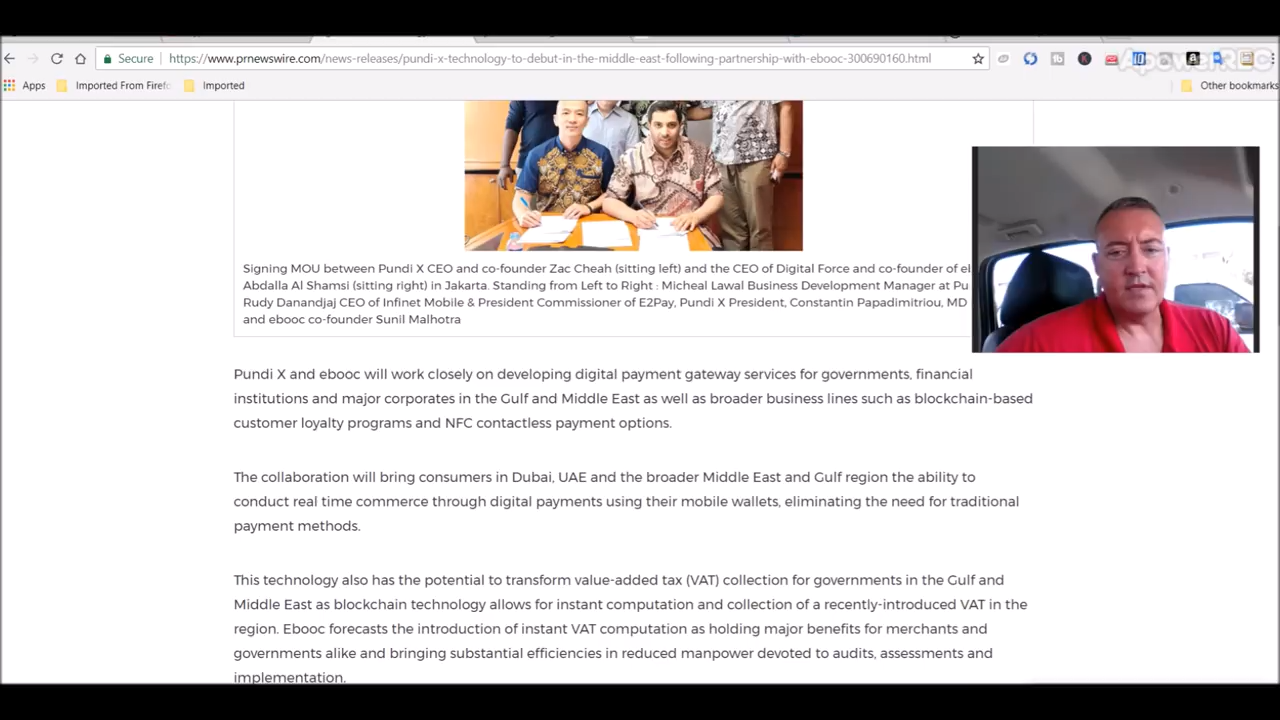 Secure
https://www.prnewswire.com/news-releases/pundi-x-technology-to-debut-in-the-middle-east-following-partnership-with-ebooc-300690160.html
ApowerREC
Apps
Imported From Firefo
Imported
Other bookmarks
Signing MOU between Pundi X CEO and co-founder Zac Cheah (sitting left) and the CEO of Digital Force and co-founder of
Abdalla Al Shamsi (sitting right) in Jakarta. Standing from Left to Right : Micheal Lawal Business Development Manager at Pu
Rudy Danandjaj CEO of Infinet Mobile & President Commissioner of E2Pay, Pundi X President, Constantin Papadimitriou, MD
and ebooc co-founder Sunil Malhotra
Pundi X and ebooc will work closely on developing digital payment gateway services for governments, financial
institutions and major corporates in the Gulf and Middle East as well as broader business lines such as blockchain-based
customer loyalty programs and NFC contactless payment options.
The collaboration will bring consumers in Dubai, UAE and the broader Middle East and Gulf region the ability to
conduct real time commerce through digital payments using their mobile wallets, eliminating the need for traditional
payment methods.
This technology also has the potential to transform value-added tax (VAT) collection for governments in the Gulf and
Middle East as blockchain technology allows for instant computation and collection of a recently-introduced VAT in the
region. Ebooc forecasts the introduction of instant VAT computation as holding major benefits for merchants and
governments alike and bringing substantial efficiencies in reduced manpower devoted to audits, assessments and
implementation.